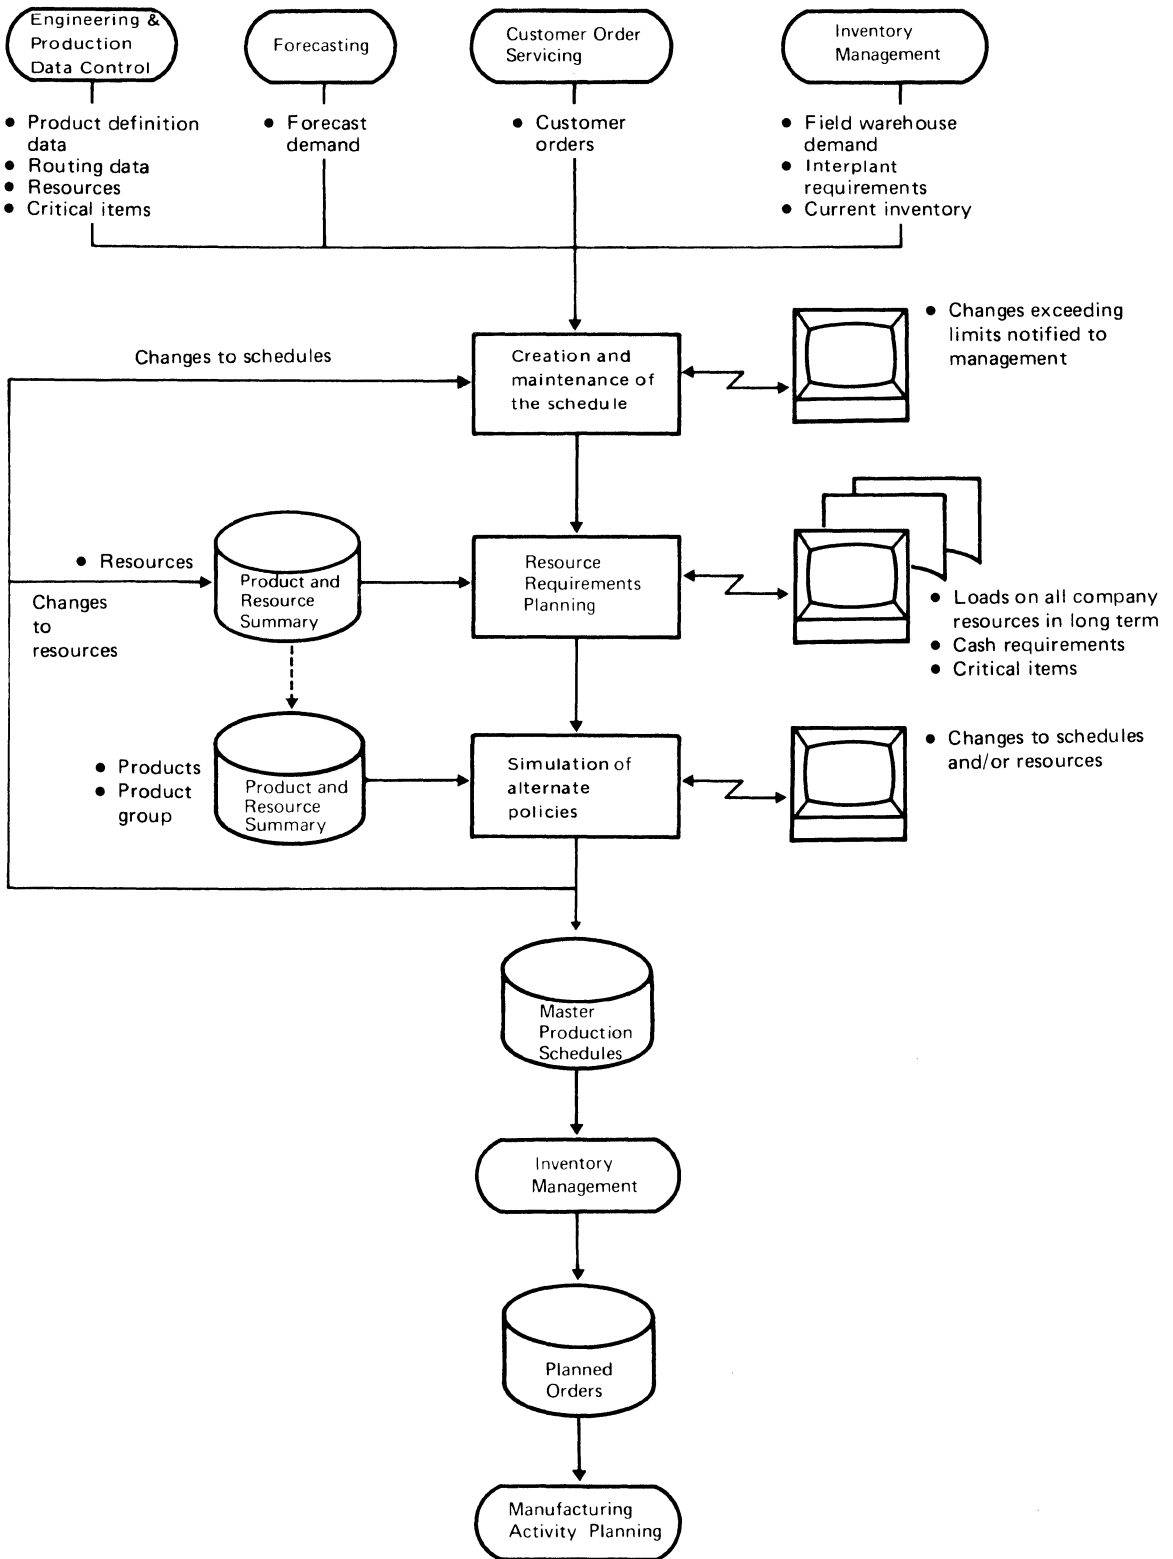 Engineering &
Production
Data Control
Forecasting
Customer Order
Servicing
Inventory
Management
• Product definition
data
• Routing data
• Resources
• Critical items
• Forecast
demand
• Customer
orders
• Field warehouse
demand
• Interplant
requirements
• Current inventory
Changes to schedules
Creation and
maintenance of
the schedule
• Changes exceeding
limits notified to
management
• Resources
Changes
to
resources
Product and
Resource
Summary
Resource
Requirements
Planning
• Loads on all company
resources in long term
• Cash requirements
• Critical items
• Products
• Product
group
Product and
Resource
Summary
Simulation of
alternate
policies
• Changes to schedules
and/or resources
Master
Production
Schedules
Inventory
Management
Planned
Orders
Manufacturing
Activity Planning